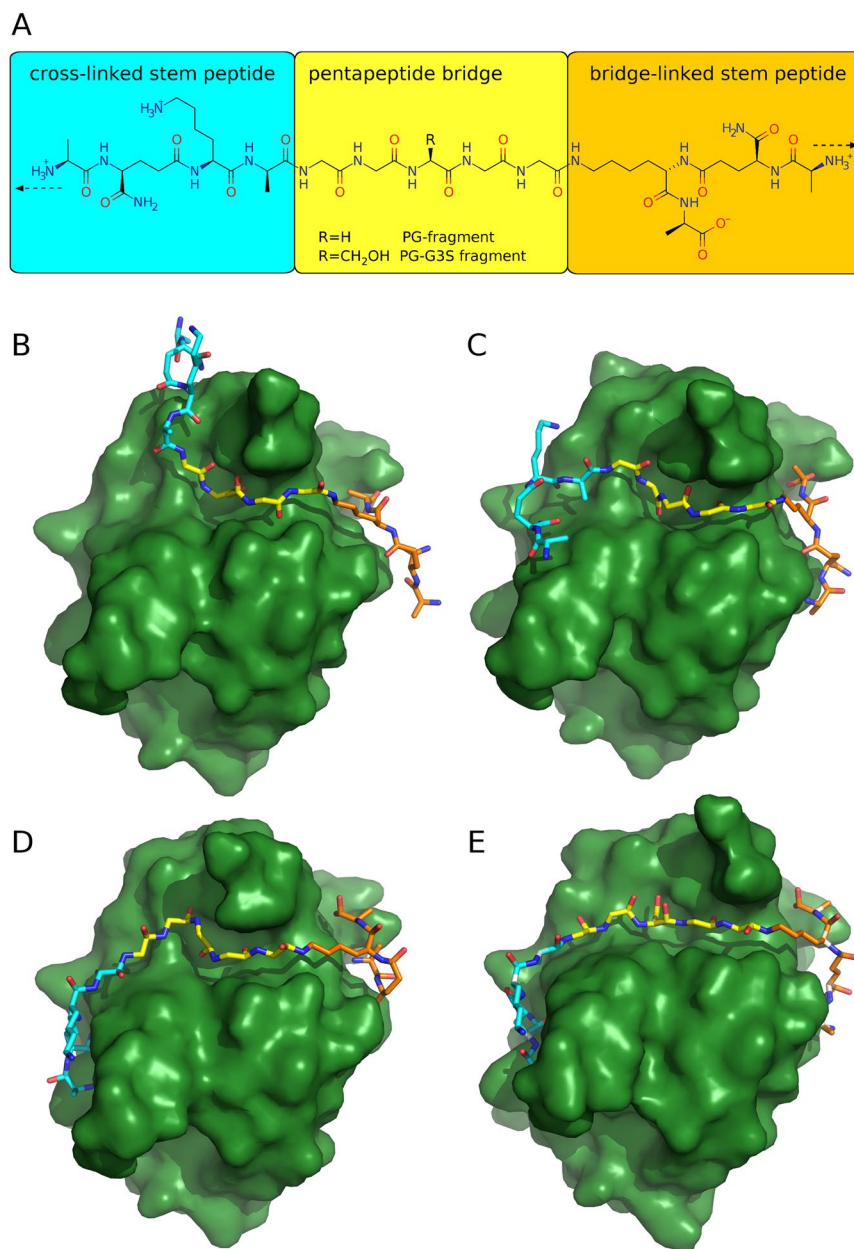 A
cross-linked stem peptide pentapeptide bridge bridge-linked stem peptide
H₃N⁺ O H N O NH₂ H₃N⁺ O N H O H N O N H O H N O R N H O H N O N H O H N O NH O O⁻ H₂N O N H O NH₃⁺
R=H PG-fragment
R=CH₂OH PG-G3S fragment
B
C
D
E